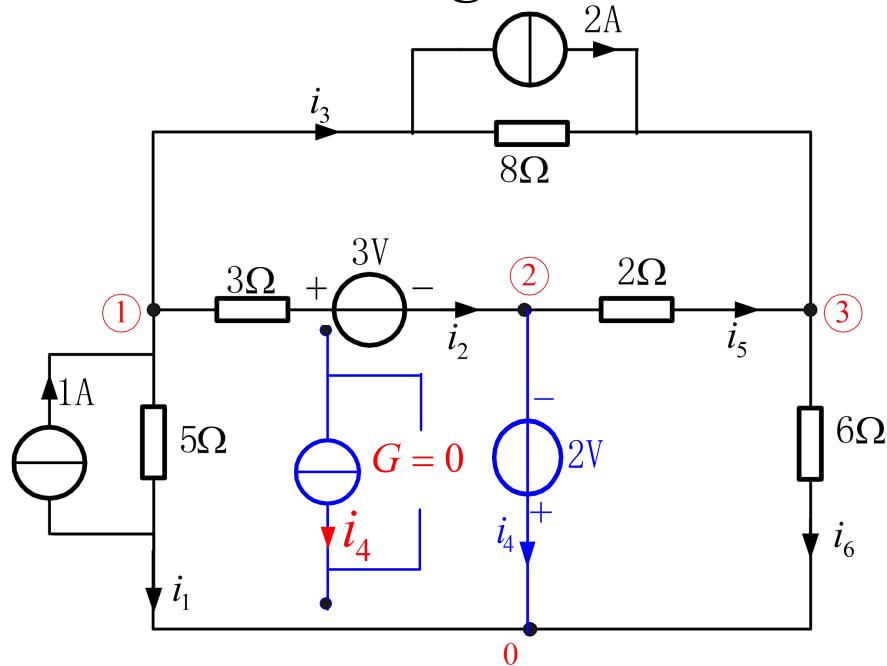 2A
i₃
8Ω
3V
②
2Ω
3Ω
+
−
①
③
i₂
i₅
1A
5Ω
G = 0
−
2V
6Ω
i₄
i₄
+
i₆
i₁
0